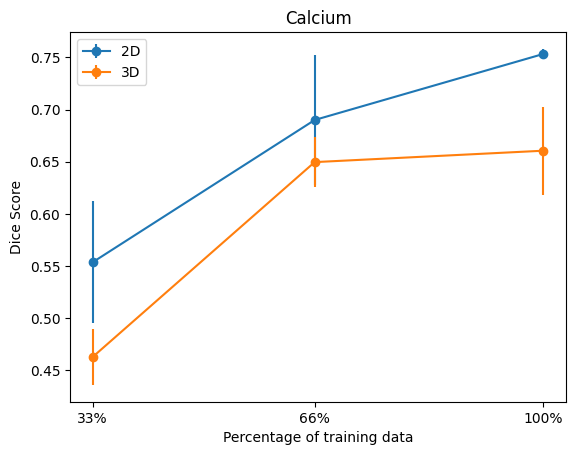 Calcium
2D
3D
Dice Score
0.75
0.70
0.65
0.60
0.55
0.50
0.45
33%
66%
100%
Percentage of training data